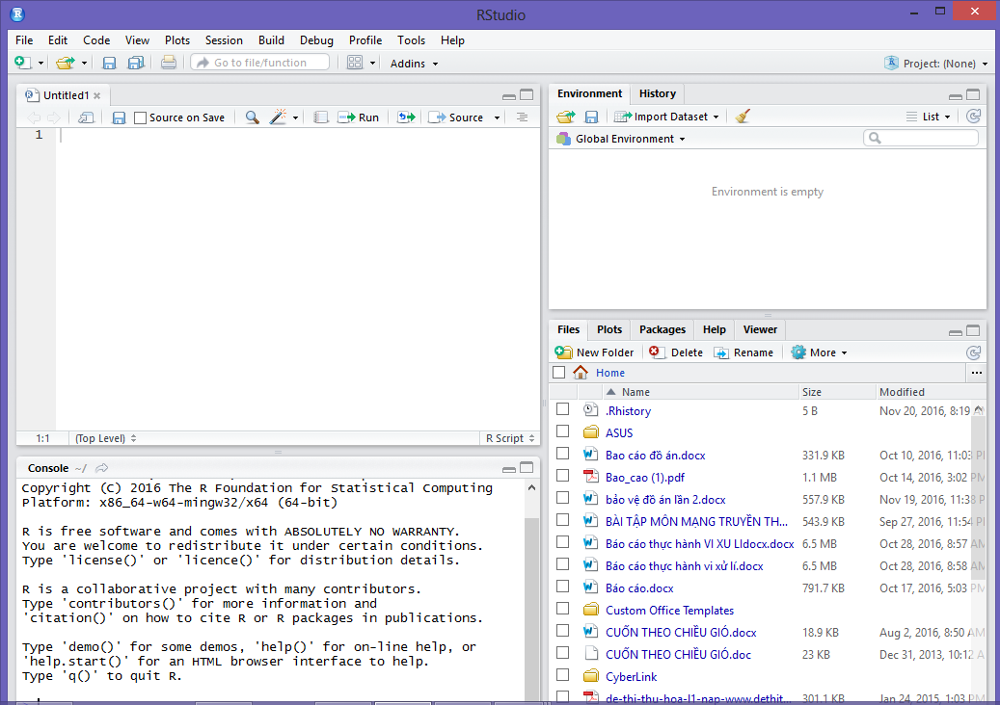 RStudio
File Edit Code View Plots Session Build Debug Profile Tools Help
Go to file/function Addins Project: (None)
Untitled1
Source on Save Run Source
1
1:1 (Top Level) R Script
Console ~/
Copyright (C) 2016 The R Foundation for Statistical Computing
Platform: x86_64-w64-mingw32/x64 (64-bit)
R is free software and comes with ABSOLUTELY NO WARRANTY.
You are welcome to redistribute it under certain conditions.
Type 'license()' or 'licence()' for distribution details.
R is a collaborative project with many contributors.
Type 'contributors()' for more information and
'citation()' on how to cite R or R packages in publications.
Type 'demo()' for some demos, 'help()' for on-line help, or
'help.start()' for an HTML browser interface to help.
Type 'q()' to quit R.
Environment History
Import Dataset List
Global Environment
Environment is empty
Files Plots Packages Help Viewer
New Folder Delete Rename More
Home ...
Name Size Modified
.Rhistory 5 B Nov 20, 2016, 8:19 AM
ASUS
Bao cáo đồ án.docx 331.9 KB Oct 10, 2016, 11:03 PM
Bao_cao (1).pdf 1.1 MB Oct 14, 2016, 3:02 PM
bảo vệ đồ án lần 2.docx 557.9 KB Nov 19, 2016, 11:38 PM
BÀI TẬP MÔN MẠNG TRUYỀN TH... 543.9 KB Sep 27, 2016, 11:54 PM
Báo cáo thực hành VI XU LIdocx.docx 6.5 MB Oct 28, 2016, 8:57 AM
Báo cáo thực hành vi xử lí.docx 6.5 MB Oct 28, 2016, 8:58 AM
Báo cáo.docx 791.7 KB Oct 17, 2016, 5:03 PM
Custom Office Templates
CUỐN THEO CHIỀU GIÓ.docx 18.9 KB Aug 2, 2016, 8:50 AM
CUỐN THEO CHIỀU GIÓ.doc 23 KB Dec 31, 2013, 10:12 AM
CyberLink
de-thi-thu-hoa-l1-nap-www.dethit... 301.1 KB Jan 24, 2015, 1:03 PM